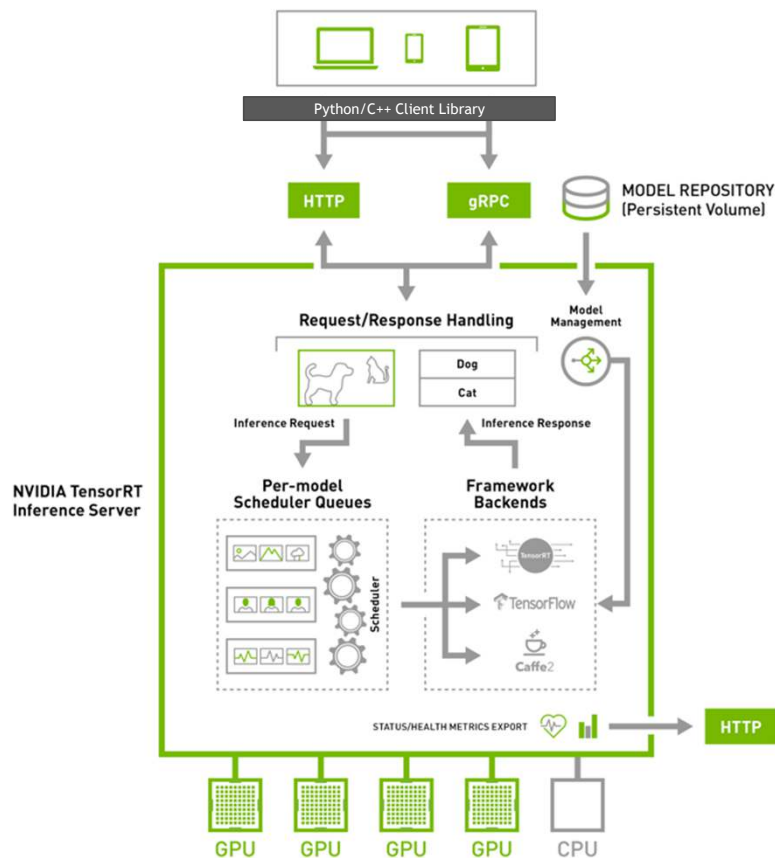 Python/C++ Client Library
HTTP
gRPC
MODEL REPOSITORY
(Persistent Volume)
Request/Response Handling
Model
Management
Dog
Cat
Inference Request
Inference Response
NVIDIA TensorRT
Inference Server
Per-model
Scheduler Queues
Framework
Backends
Scheduler
TensorRT
TensorFlow
Caffe2
STATUS/HEALTH METRICS EXPORT
HTTP
GPU
GPU
GPU
GPU
CPU